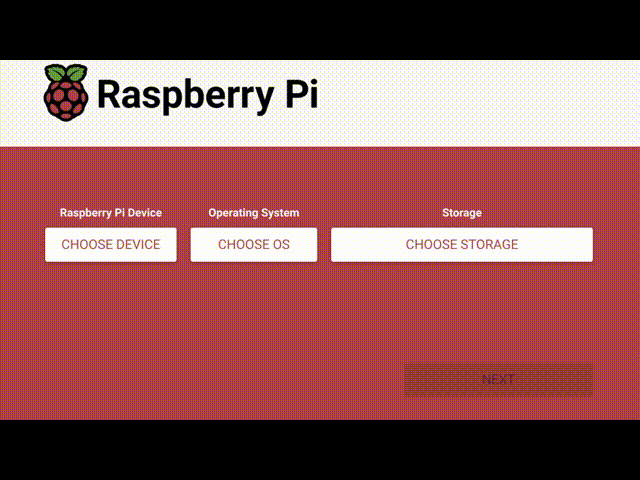 Raspberry Pi
Raspberry Pi Device
Operating System
Storage
CHOOSE DEVICE
CHOOSE OS
CHOOSE STORAGE
NEXT